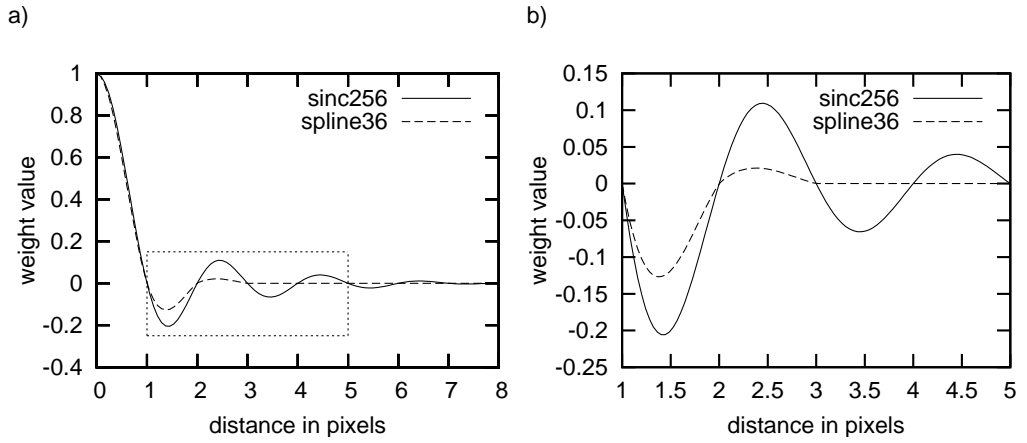 a)
weight value
1
0.8
0.6
0.4
0.2
0
-0.2
-0.4
sinc256
spline36
0 1 2 3 4 5 6 7 8
distance in pixels
b)
weight value
0.15
0.1
0.05
0
-0.05
-0.1
-0.15
-0.2
-0.25
sinc256
spline36
1 1.5 2 2.5 3 3.5 4 4.5 5
distance in pixels